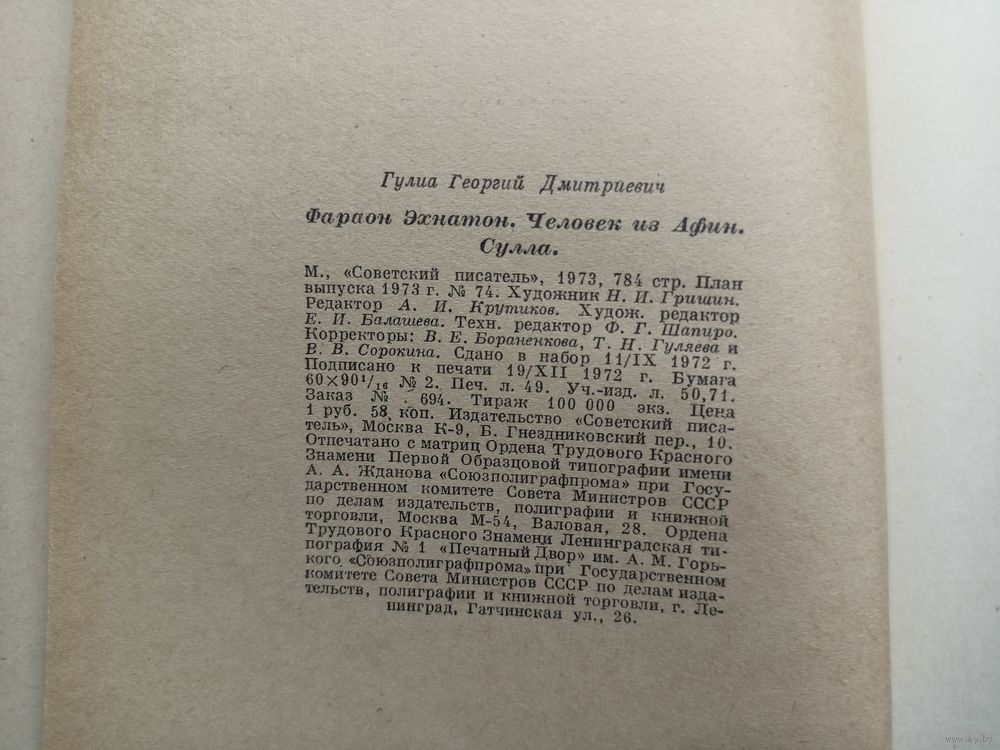 Гулиа Георгий Дмитриевич
Фараон Эхнатон. Человек из Афин.
Сулла.
М., «Советский писатель», 1973, 784 стр. План
выпуска 1973 г. № 74. Художник Н. И. Гришин.
Редактор А. И. Крутиков. Худож. редактор
Е. И. Балашева. Техн. редактор Ф. Г. Шапиро.
Корректоры: В. Е. Бораненкова, Т. Н. Гуляева и
В. В. Сорокина. Сдано в набор 11/IX 1972 г.
Подписано к печати 19/XII 1972 г. Бумага
60×90¹/₁₆ № 2. Печ. л. 49. Уч.-изд. л. 50,71.
Заказ № 694. Тираж 100 000 экз. Цена
1 руб. 58 коп. Издательство «Советский писа-
тель», Москва К-9, Б. Гнездниковский пер., 10.
Отпечатано с матриц Ордена Трудового Красного
Знамени Первой Образцовой типографии имени
А. А. Жданова «Союзполиграфпрома» при Госу-
дарственном комитете Совета Министров СССР
по делам издательств, полиграфии и книжной
торговли, Москва М-54, Валовая, 28. Ордена
Трудового Красного Знамени Ленинградская ти-
пография № 1 «Печатный Двор» им. А. М. Горь-
кого «Союзполиграфпрома» при Государственном
комитете Совета Министров СССР по делам изда-
тельств, полиграфии и книжной торговли, г. Ле-
нинград, Гатчинская ул., 26.
www.ay.by